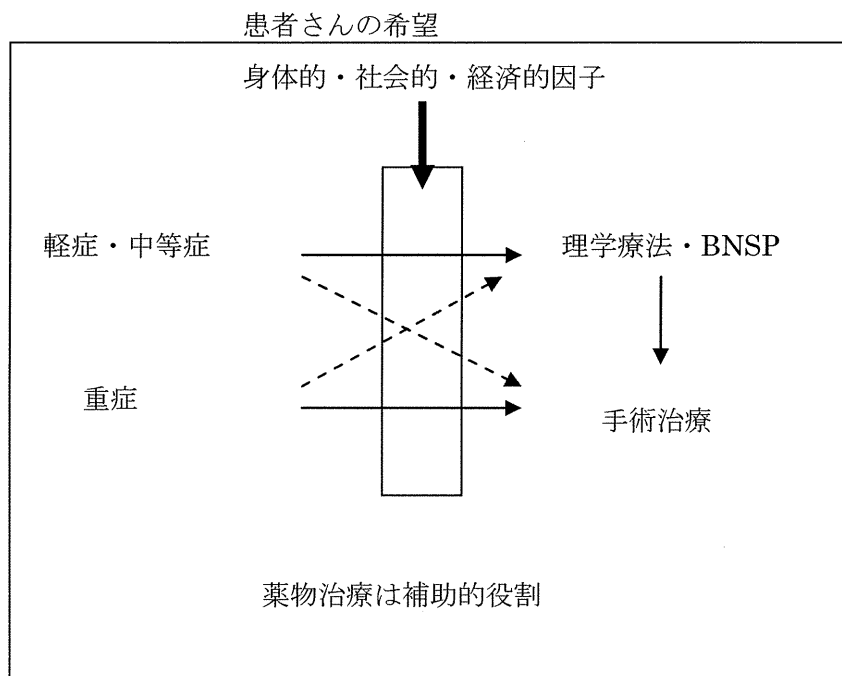 患者さんの希望
身体的・社会的・経済的因子
軽症・中等症
理学療法・BNSP
重症
手術治療
薬物治療は補助的役割